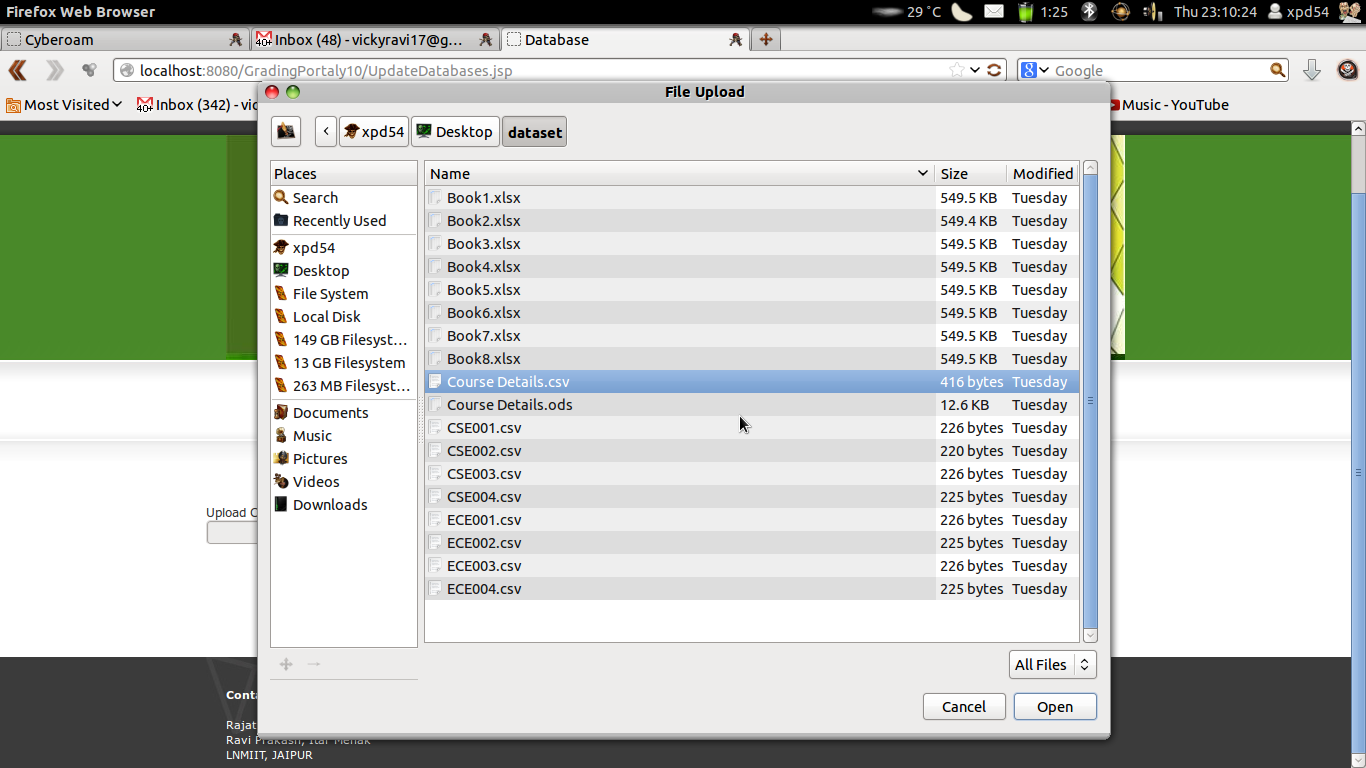 Firefox Web Browser 29 °C 1:25 Thu 23:10:24 xpd54
Cyberoam 40+ Inbox (48) - vickyravi17@g... Database
localhost:8080/GradingPortaly10/UpdateDatabases.jsp Google
Most Visited 40+ Inbox (342) - vic Music - YouTube
File Upload
xpd54 Desktop dataset
Places Name Size Modified
Search Book1.xlsx 549.5 KB Tuesday
Recently Used Book2.xlsx 549.4 KB Tuesday
xpd54 Book3.xlsx 549.5 KB Tuesday
Desktop Book4.xlsx 549.5 KB Tuesday
File System Book5.xlsx 549.5 KB Tuesday
Local Disk Book6.xlsx 549.5 KB Tuesday
149 GB Filesyst... Book7.xlsx 549.5 KB Tuesday
13 GB Filesystem Book8.xlsx 549.5 KB Tuesday
263 MB Filesyst... Course Details.csv 416 bytes Tuesday
Documents Course Details.ods 12.6 KB Tuesday
Music CSE001.csv 226 bytes Tuesday
Pictures CSE002.csv 220 bytes Tuesday
Videos CSE003.csv 226 bytes Tuesday
Downloads CSE004.csv 225 bytes Tuesday
Upload C ECE001.csv 226 bytes Tuesday
ECE002.csv 225 bytes Tuesday
ECE003.csv 226 bytes Tuesday
ECE004.csv 225 bytes Tuesday
All Files
Conta
Cancel Open
Rajat
Ravi Prakash, Itar Menak
LNMIIT, JAIPUR